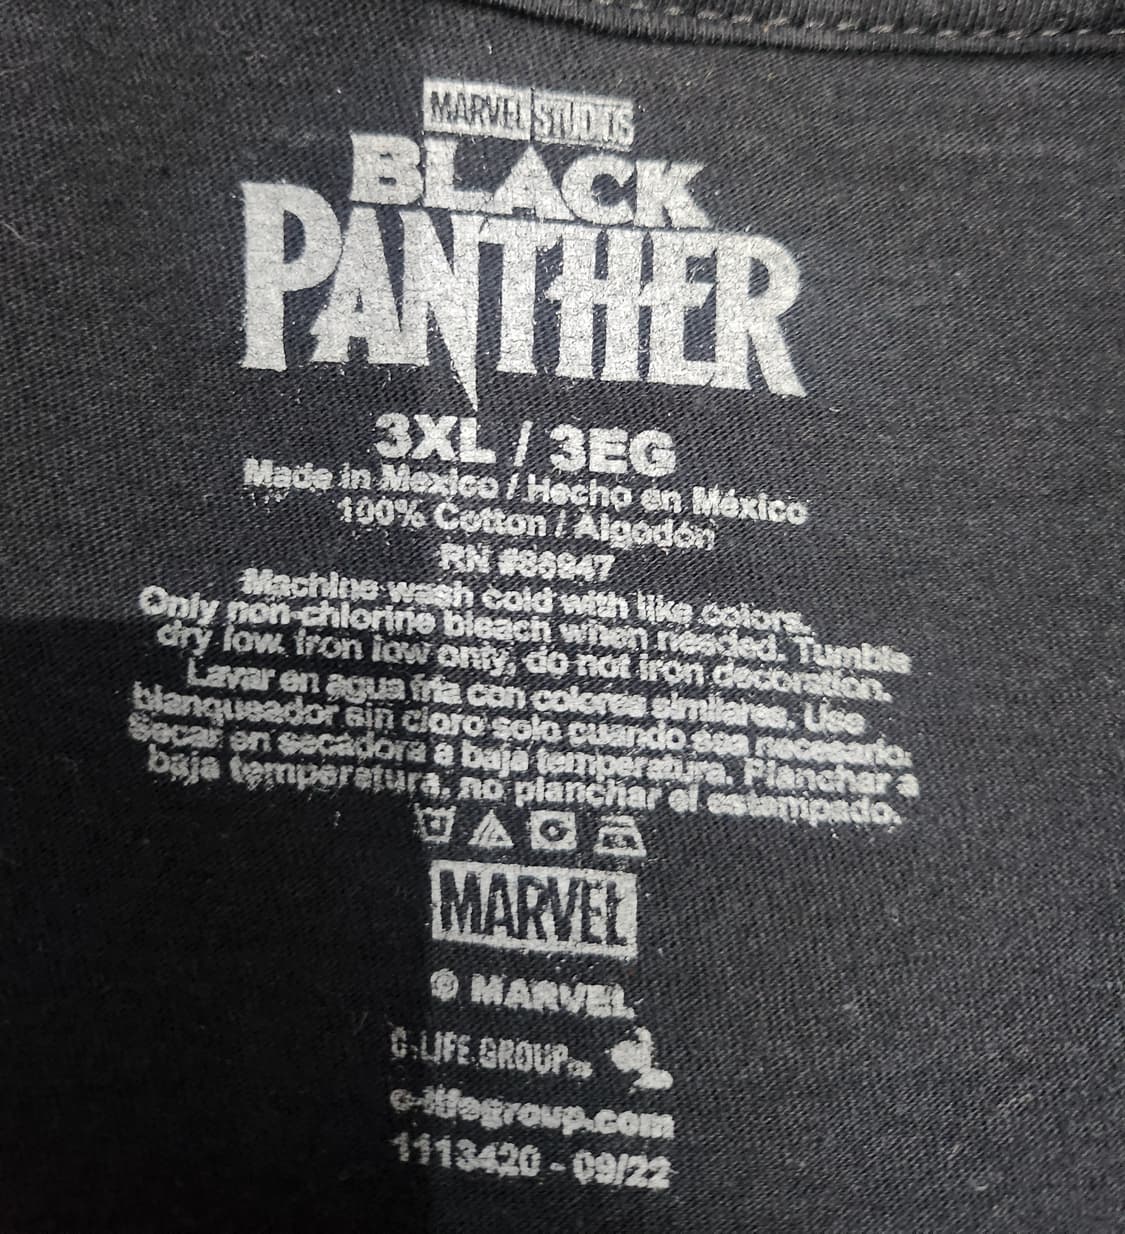 MARVEL STUDIOS
BLACK
PANTHER
3XL / 3EG
Made in Mexico / Hecho en México
100% Cotton / Algodón
RN #86947
Machine wash cold with like colors.
Only non-chlorine bleach when needed. Tumble
dry low. Iron low only, do not iron decoration.
Lavar en agua fría con colores similares. Use
blanqueador sin cloro solo cuando sea necesario.
Secar en secadora a baja temperatura. Planchar a
baja temperatura, no planchar el estampado.
MARVEL
© MARVEL
C-LIFE GROUP
c-lifegroup.com
1113420 - 09/22